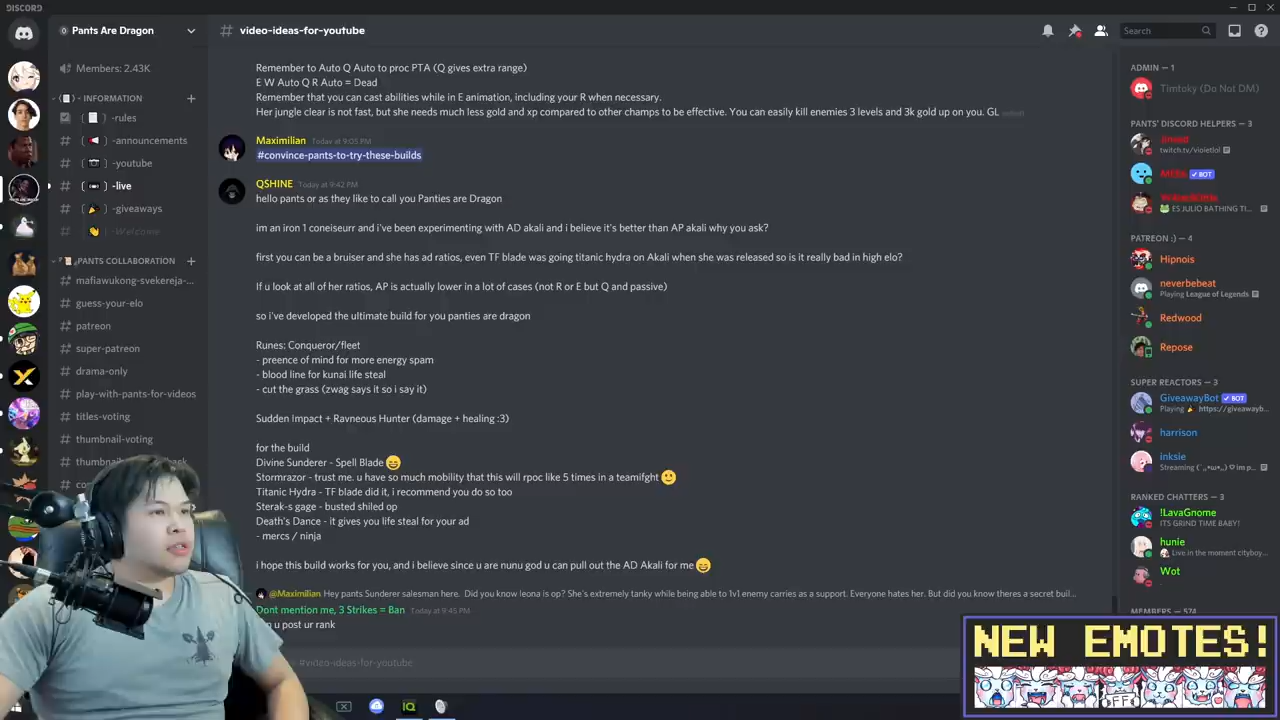 DISCORD
Pants Are Dragon
Members: 2.43K
INFORMATION
-rules
-announcements
-youtube
-live
-giveaways
-Welcome
PANTS COLLABORATION
mafiawukong-svekereja-...
guess-your-elo
patreon
super-patreon
drama-only
play-with-pants-for-videos
titles-voting
thumbnail-voting
# video-ideas-for-youtube
Search
Remember to Auto Q Auto to proc PTA (Q gives extra range)
E W Auto Q R Auto = Dead
Remember that you can cast abilities while in E animation, including your R when necessary.
Her jungle clear is not fast, but she needs much less gold and xp compared to other champs to be effective. You can easily kill enemies 3 levels and 3k gold up on you. GL (edited)
Maximilian Today at 9:05 PM
#convince-pants-to-try-these-builds
QSHINE Today at 9:42 PM
hello pants or as they like to call you Panties are Dragon
im an iron 1 coneiseurr and i've been experimenting with AD akali and i believe it's better than AP akali why you ask?
first you can be a bruiser and she has ad ratios, even TF blade was going titanic hydra on Akali when she was released so is it really bad in high elo?
If u look at all of her ratios, AP is actually lower in a lot of cases (not R or E but Q and passive)
so i've developed the ultimate build for you panties are dragon
Runes: Conqueror/fleet
- preence of mind for more energy spam
- blood line for kunai life steal
- cut the grass (zwag says it so i say it)
Sudden Impact + Ravneous Hunter (damage + healing :3)
for the build
Divine Sunderer - Spell Blade
Stormrazor - trust me. u have so much mobility that this will rpoc like 5 times in a teamifght
Titanic Hydra - TF blade did it, i recommend you do so too
Sterak-s gage - busted shiled op
Death's Dance - it gives you life steal for your ad
- mercs / ninja
i hope this build works for you, and i believe since u are nunu god u can pull out the AD Akali for me
@Maximilian Hey pants Sunderer salesman here. Did you know leona is op? She's extremely tanky while being able to 1v1 enemy carries as a support. Everyone hates her. But did you know theres a secret buil...
Dont mention me, 3 Strikes = Ban Today at 9:45 PM
u post ur rank
#video-ideas-for-youtube
ADMIN — 1
Timtoky (Do Not DM)
PANTS' DISCORD HELPERS — 3
twitch.tv/violetlol
BOT
ES JULIO BATHING TI...
PATREON :) — 4
Hipnois
neverbebeat
Playing League of Legends
Redwood
Repose
SUPER REACTORS — 3
GiveawayBot BOT
Playing https://giveawayb...
harrison
inksie
Streaming
RANKED CHATTERS — 3
!LavaGnome
ITS GRIND TIME BABY!
hunie
Live in the moment cityboy...
Wot
MEMBERS — 574
NEW EMOTES!